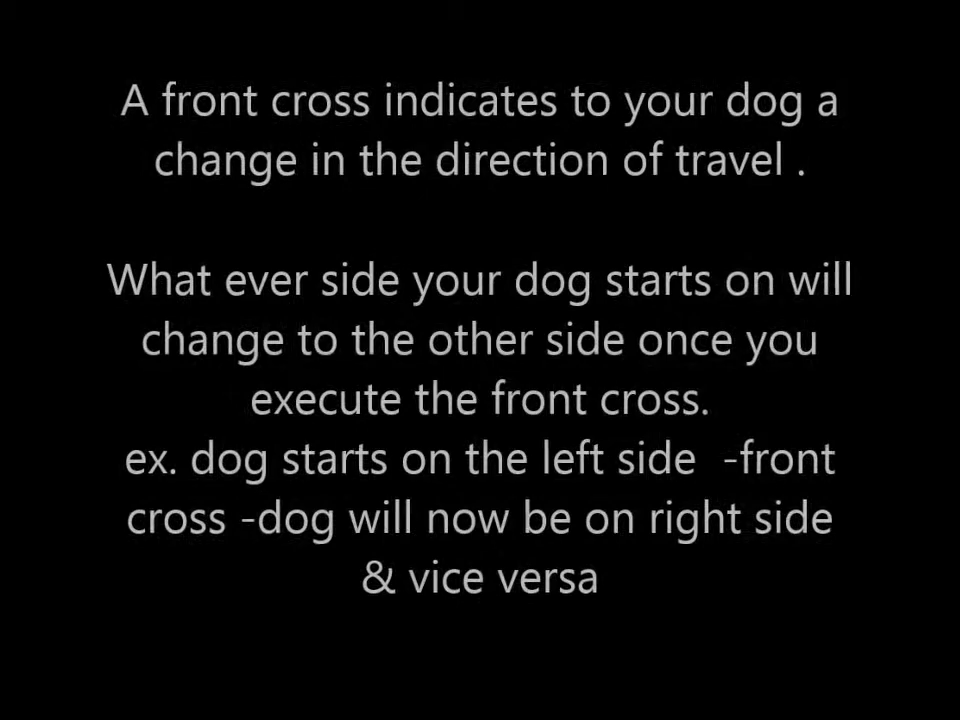 A front cross indicates to your dog a
change in the direction of travel .
What ever side your dog starts on will
change to the other side once you
execute the front cross.
ex. dog starts on the left side  -front
cross -dog will now be on right side
& vice versa